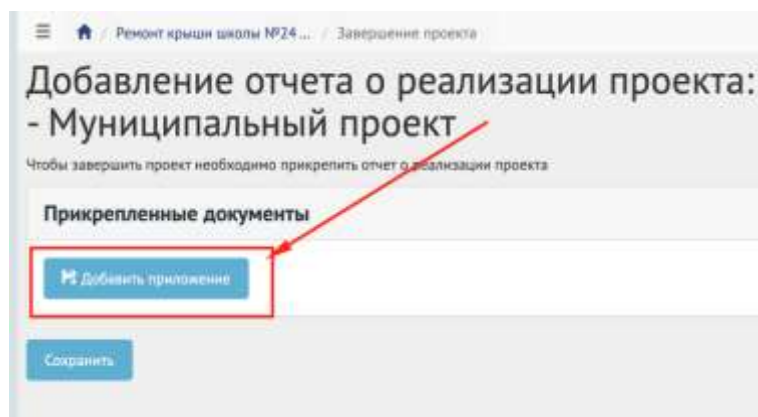 / Ремонт крыши школы №24 ... / Завершение проекта
Добавление отчета о реализации проекта:
- Муниципальный проект
Чтобы завершить проект необходимо прикрепить отчет о реализации проекта
Прикрепленные документы
Добавить приложение
Сохранить